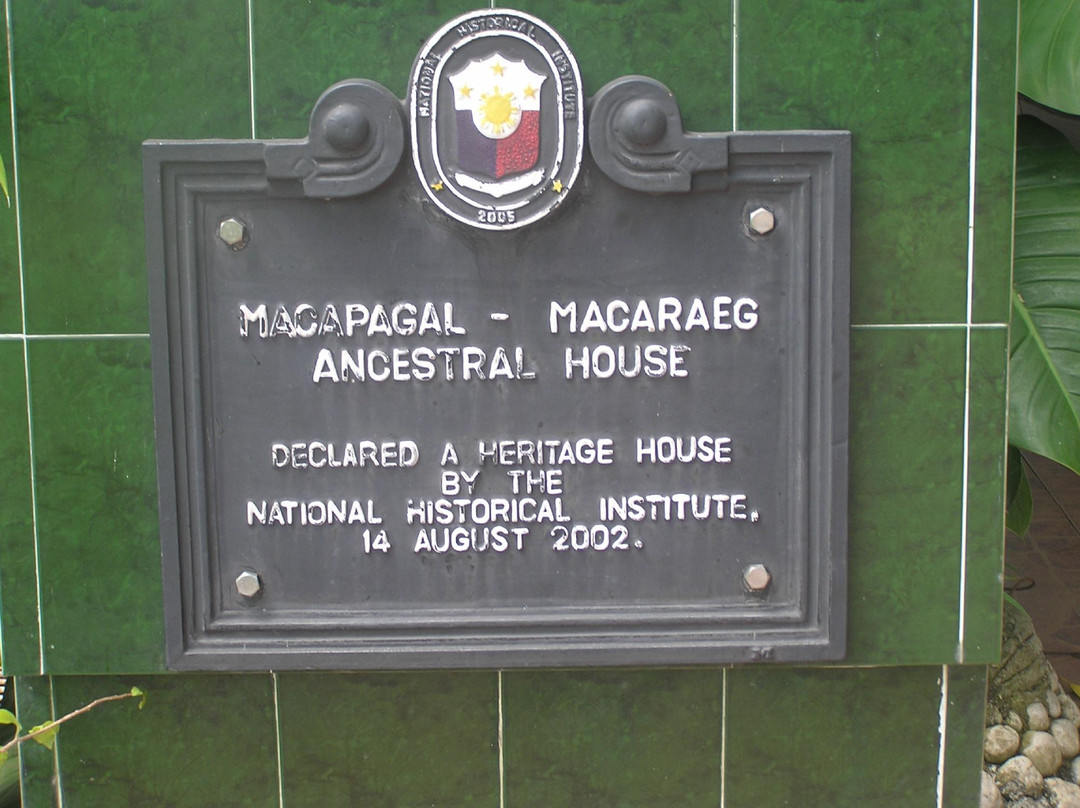 NATIONAL HISTORICAL INSTITUTE
2005
MACAPAGAL - MACARAEG
ANCESTRAL HOUSE
DECLARED A HERITAGE HOUSE
BY THE
NATIONAL HISTORICAL INSTITUTE,
14 AUGUST 2002.